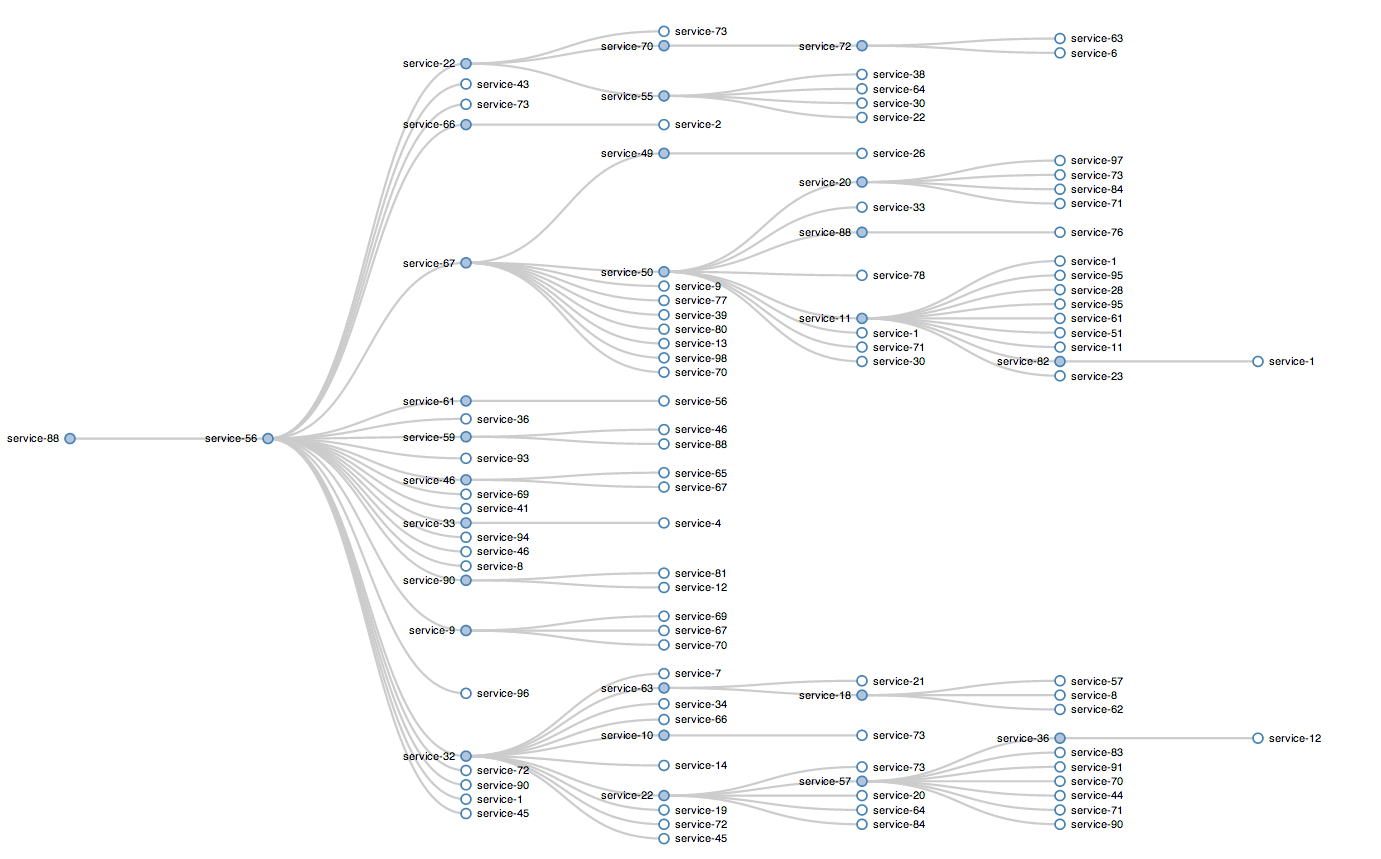 service-73
service-63
service-70
service-72
service-6
service-22
service-38
service-43
service-64
service-55
service-73
service-30
service-22
service-66
service-2
service-49
service-26
service-97
service-73
service-20
service-84
service-33
service-71
service-88
service-76
service-67
service-1
service-50
service-78
service-95
service-9
service-28
service-77
service-95
service-39
service-11
service-61
service-80
service-1
service-51
service-13
service-71
service-11
service-98
service-30
service-82
service-1
service-70
service-23
service-61
service-56
service-36
service-46
service-88
service-56
service-59
service-88
service-93
service-65
service-46
service-67
service-69
service-41
service-33
service-4
service-94
service-46
service-8
service-81
service-90
service-12
service-69
service-9
service-67
service-70
service-7
service-21
service-57
service-63
service-96
service-18
service-8
service-34
service-62
service-66
service-10
service-73
service-36
service-12
service-32
service-83
service-14
service-73
service-91
service-72
service-57
service-70
service-90
service-22
service-20
service-44
service-1
service-19
service-64
service-71
service-45
service-72
service-84
service-90
service-45